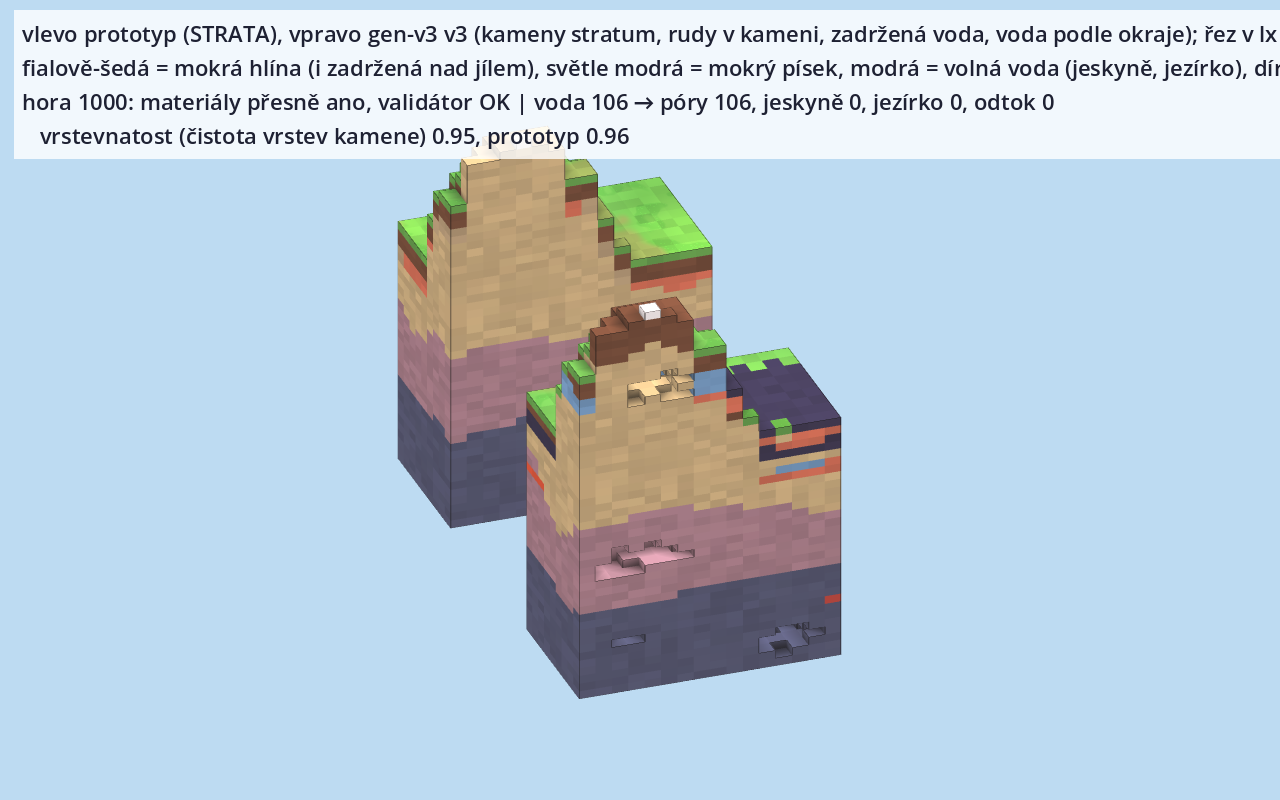 vlevo prototyp (STRATA), vpravo gen-v3 v3 (kameny stratum, rudy v kameni, zadržená voda, voda podle okraje); řez v lx
fialově-šedá = mokrá hlína (i zadržená nad jílem), světle modrá = mokrý písek, modrá = volná voda (jeskyně, jezírko),
hora 1000: materiály přesně ano, validátor OK | voda 106 → póry 106, jeskyně 0, jezírko 0, odtok 0
vrstevnatost (čistota vrstev kamene) 0.95, prototyp 0.96